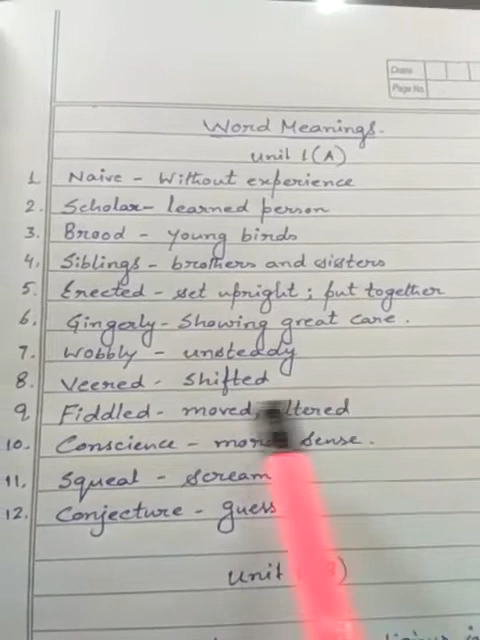 Date
Page No.
Word Meanings.
Unit 1(A)
1 Naive - Without experience
2. Scholar - learned person
3. Brood - young birds
4. Siblings - brothers and sisters
5. Erected - set upright ; put together
6. Gingerly - Showing great care.
7. Wobbly - unsteady
8. Veered - Shifted
9 Fiddled - moved,
10. Conscience - sense.
11. Squeal - scream
12. Conjecture - guess
Unit